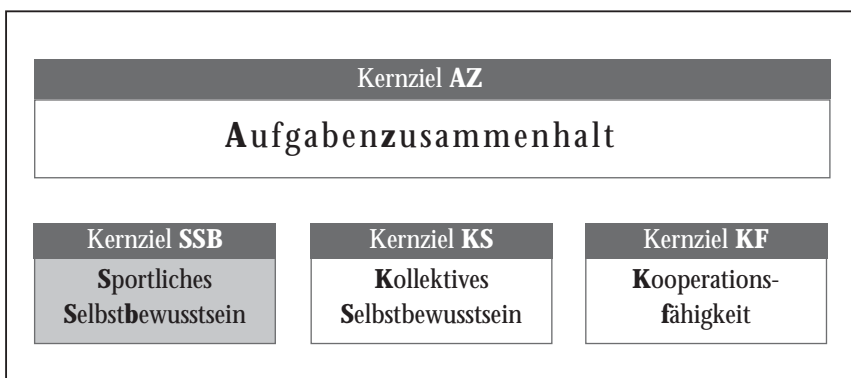 Kernziel AZ
Aufgabenzusammenhalt
Kernziel SSB
Sportliches
Selbstbewusstsein
Kernziel KS
Kollektives
Selbstbewusstsein
Kernziel KF
Kooperations-
fähigkeit